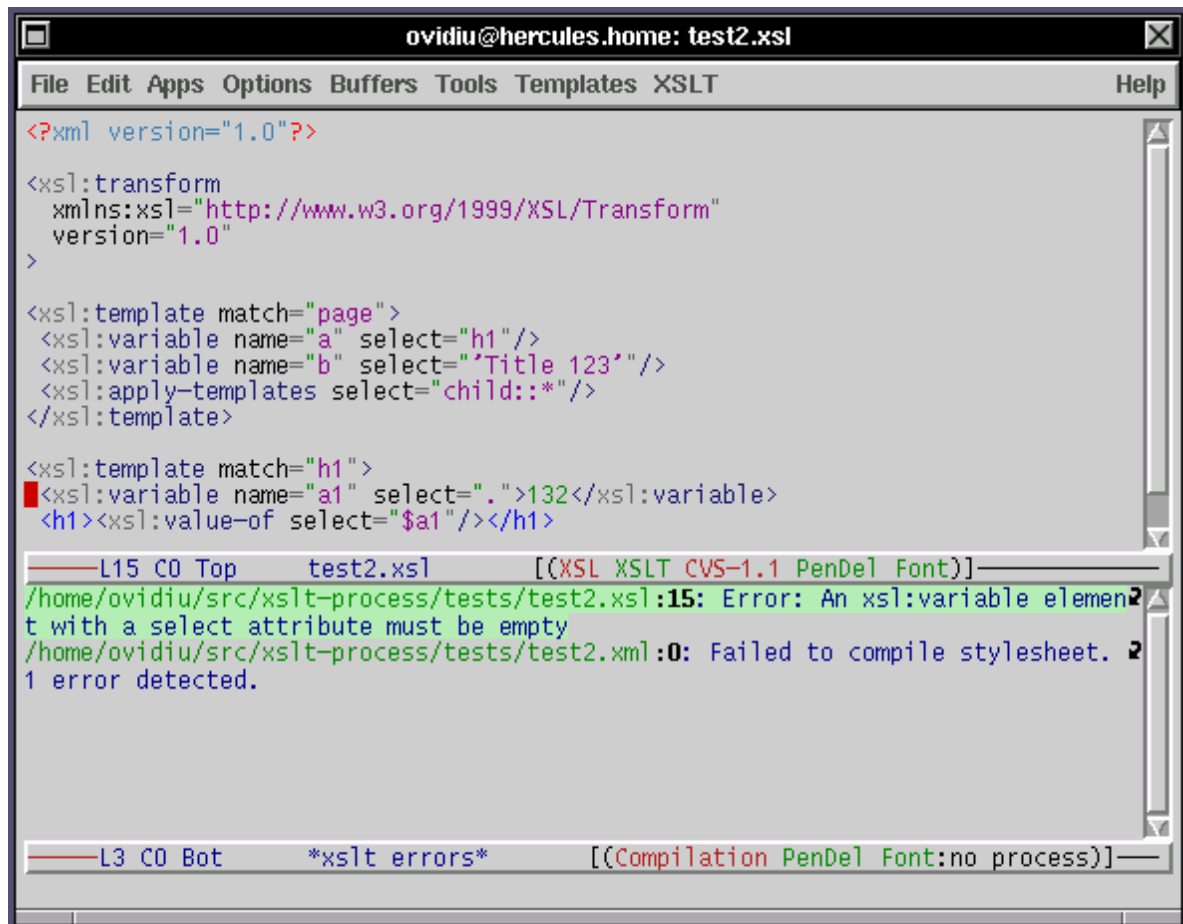 ovidiu@hercules.home: test2.xsl
File Edit Apps Options Buffers Tools Templates XSLT Help
<?xml version="1.0"?>
<xsl:transform
  xmlns:xsl="http://www.w3.org/1999/XSL/Transform"
  version="1.0"
>
<xsl:template match="page">
 <xsl:variable name="a" select="h1"/>
 <xsl:variable name="b" select="'Title 123'"/>
 <xsl:apply-templates select="child::*"/>
</xsl:template>
<xsl:template match="h1">
 <xsl:variable name="a1" select=".">132</xsl:variable>
 <h1><xsl:value-of select="$a1"/></h1>
L15 C0 Top test2.xsl [(XSL XSLT CVS-1.1 PenDel Font)]
/home/ovidiu/src/xslt-process/tests/test2.xsl:15: Error: An xsl:variable elemen
t with a select attribute must be empty
/home/ovidiu/src/xslt-process/tests/test2.xml:0: Failed to compile stylesheet.
1 error detected.
L3 C0 Bot *xslt errors* [(Compilation PenDel Font:no process)]